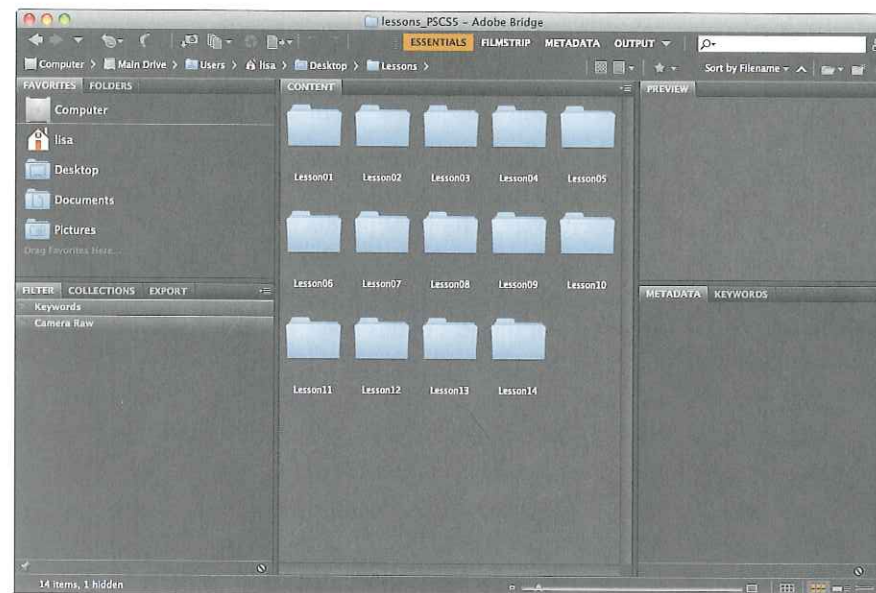 lessons_PSCS5 – Adobe Bridge
ESSENTIALS FILMSTRIP METADATA OUTPUT
Computer > Main Drive > Users > lisa > Desktop > Lessons > Sort by Filename
FAVORITES FOLDERS
Computer
lisa
Desktop
Documents
Pictures
Drag Favorites Here...
FILTER COLLECTIONS EXPORT
Keywords
Camera Raw
CONTENT
Lesson01 Lesson02 Lesson03 Lesson04 Lesson05
Lesson06 Lesson07 Lesson08 Lesson09 Lesson10
Lesson11 Lesson12 Lesson13 Lesson14
PREVIEW
METADATA KEYWORDS
14 items, 1 hidden